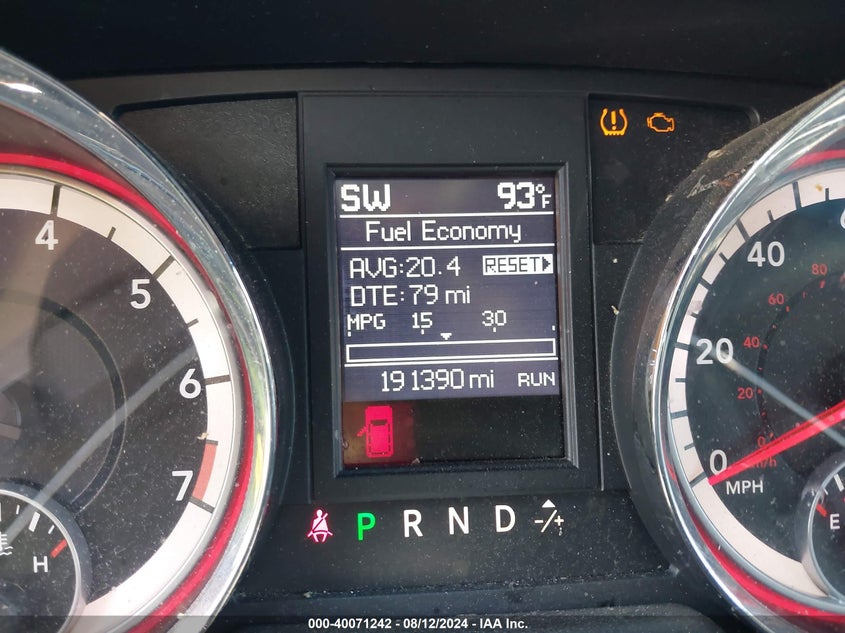 SW 93°F
Fuel Economy
AVG:20.4 RESET
DTE:79 mi
MPG 15 30
191390 mi RUN
P R N D -/+
4
5
6
7
H
40
20
0
MPH
80
60
40
20
0
E
000-40071242 - 08/12/2024 - IAA Inc.